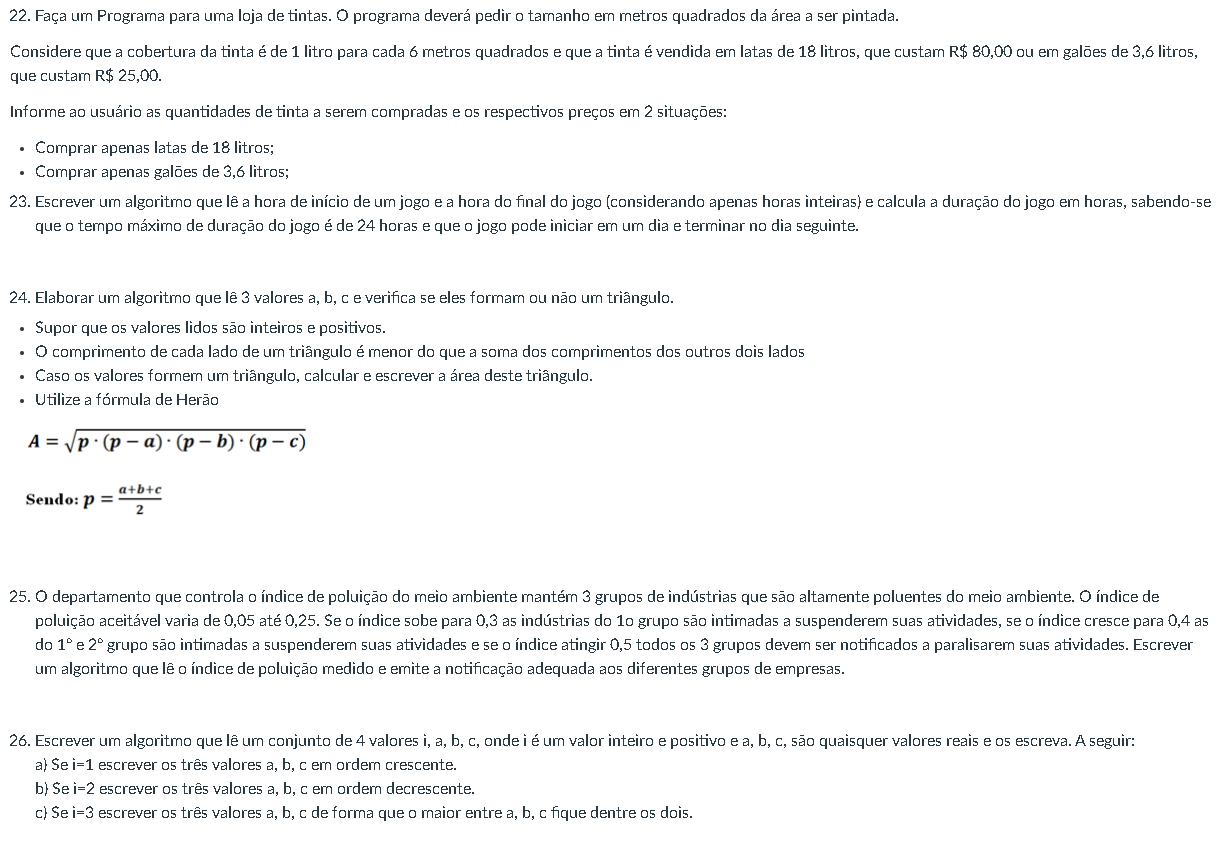 22. Faça um Programa para uma loja de tintas. O programa deverá pedir o tamanho em metros quadrados da área a ser pintada.
Considere que a cobertura da tinta é de 1 litro para cada 6 metros quadrados e que a tinta é vendida em latas de 18 litros, que custam R$ 80,00 ou em galões de 3,6 litros,
que custam R$ 25,00.
Informe ao usuário as quantidades de tinta a serem compradas e os respectivos preços em 2 situações:
• Comprar apenas latas de 18 litros;
• Comprar apenas galões de 3,6 litros;
23. Escrever um algoritmo que lê a hora de início de um jogo e a hora do final do jogo (considerando apenas horas inteiras) e calcula a duração do jogo em horas, sabendo-se
que o tempo máximo de duração do jogo é de 24 horas e que o jogo pode iniciar em um dia e terminar no dia seguinte.
24. Elaborar um algoritmo que lê 3 valores a, b, c e verifica se eles formam ou não um triângulo.
• Supor que os valores lidos são inteiros e positivos.
• O comprimento de cada lado de um triângulo é menor do que a soma dos comprimentos dos outros dois lados
• Caso os valores formem um triângulo, calcular e escrever a área deste triângulo.
• Utilize a fórmula de Herão
A = √p · (p − a) · (p − b) · (p − c)
Sendo: p = a+b+c/2
25. O departamento que controla o índice de poluição do meio ambiente mantém 3 grupos de indústrias que são altamente poluentes do meio ambiente. O índice de
poluição aceitável varia de 0,05 até 0,25. Se o índice sobe para 0,3 as indústrias do 1o grupo são intimadas a suspenderem suas atividades, se o índice cresce para 0,4 as
do 1° e 2° grupo são intimadas a suspenderem suas atividades e se o índice atingir 0,5 todos os 3 grupos devem ser notificados a paralisarem suas atividades. Escrever
um algoritmo que lê o índice de poluição medido e emite a notificação adequada aos diferentes grupos de empresas.
26. Escrever um algoritmo que lê um conjunto de 4 valores i, a, b, c, onde i é um valor inteiro e positivo e a, b, c, são quaisquer valores reais e os escreva. A seguir:
a) Se i=1 escrever os três valores a, b, c em ordem crescente.
b) Se i=2 escrever os três valores a, b, c em ordem decrescente.
c) Se i=3 escrever os três valores a, b, c de forma que o maior entre a, b, c fique dentre os dois.